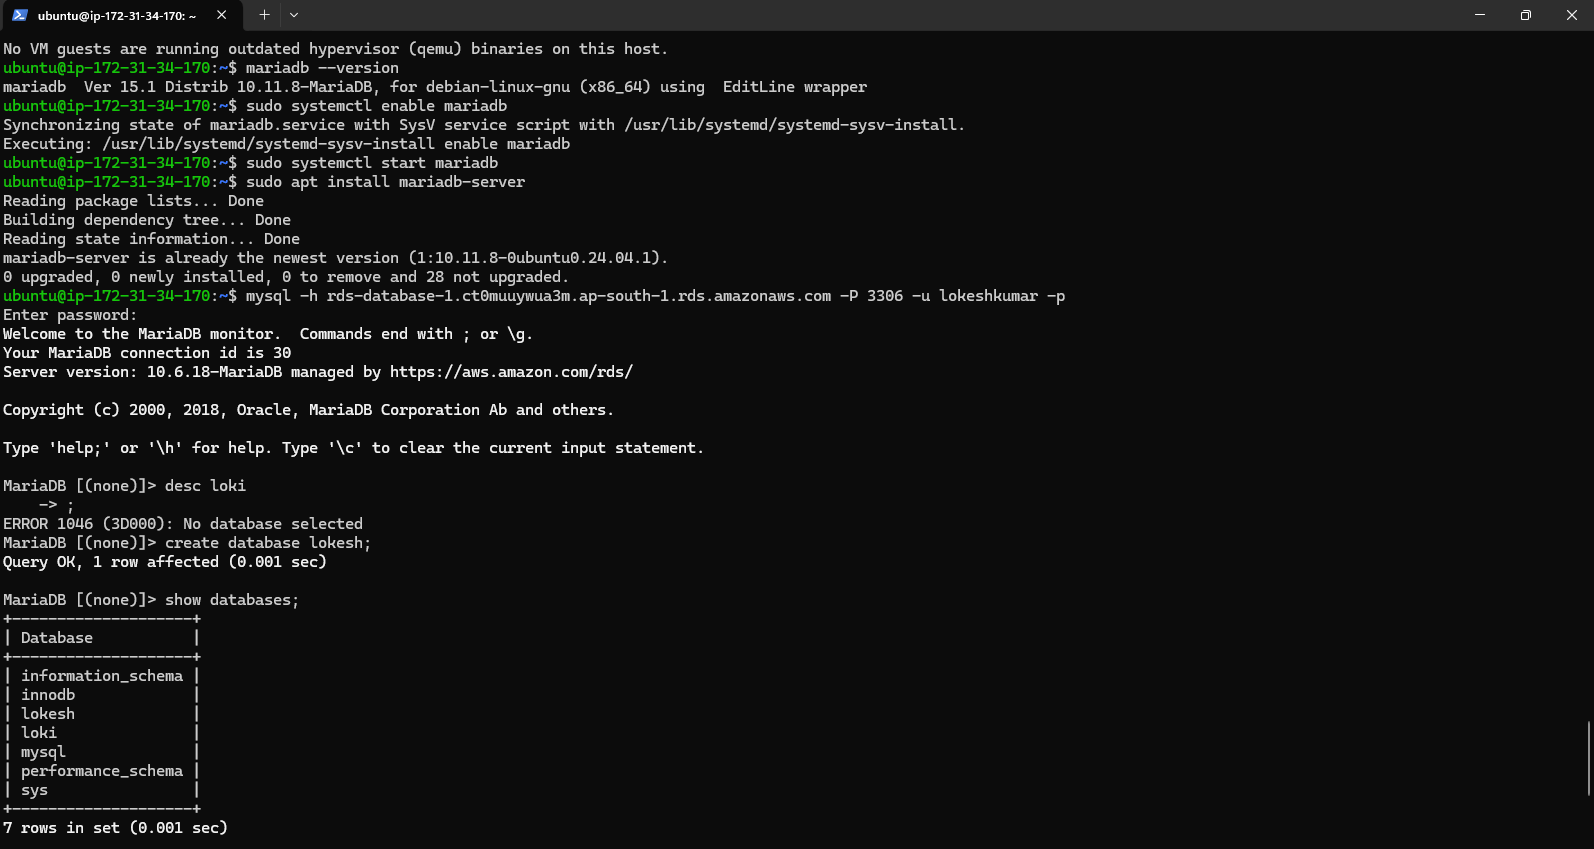 ubuntu@ip-172-31-34-170: ~
No VM guests are running outdated hypervisor (qemu) binaries on this host.
ubuntu@ip-172-31-34-170:~$ mariadb --version
mariadb  Ver 15.1 Distrib 10.11.8-MariaDB, for debian-linux-gnu (x86_64) using  EditLine wrapper
ubuntu@ip-172-31-34-170:~$ sudo systemctl enable mariadb
Synchronizing state of mariadb.service with SysV service script with /usr/lib/systemd/systemd-sysv-install.
Executing: /usr/lib/systemd/systemd-sysv-install enable mariadb
ubuntu@ip-172-31-34-170:~$ sudo systemctl start mariadb
ubuntu@ip-172-31-34-170:~$ sudo apt install mariadb-server
Reading package lists... Done
Building dependency tree... Done
Reading state information... Done
mariadb-server is already the newest version (1:10.11.8-0ubuntu0.24.04.1).
0 upgraded, 0 newly installed, 0 to remove and 28 not upgraded.
ubuntu@ip-172-31-34-170:~$ mysql -h rds-database-1.ct0muuywua3m.ap-south-1.rds.amazonaws.com -P 3306 -u lokeshkumar -p
Enter password:
Welcome to the MariaDB monitor.  Commands end with ; or \g.
Your MariaDB connection id is 30
Server version: 10.6.18-MariaDB managed by https://aws.amazon.com/rds/

Copyright (c) 2000, 2018, Oracle, MariaDB Corporation Ab and others.

Type 'help;' or '\h' for help. Type '\c' to clear the current input statement.

MariaDB [(none)]> desc loki
    -> ;
ERROR 1046 (3D000): No database selected
MariaDB [(none)]> create database lokesh;
Query OK, 1 row affected (0.001 sec)

MariaDB [(none)]> show databases;
+--------------------+
| Database           |
+--------------------+
| information_schema |
| innodb             |
| lokesh             |
| loki               |
| mysql              |
| performance_schema |
| sys                |
+--------------------+
7 rows in set (0.001 sec)